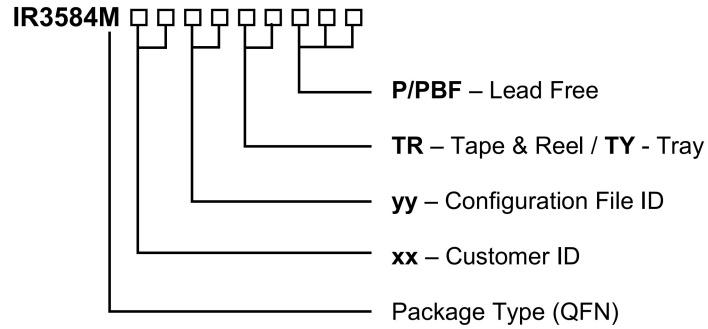 IR3584M
P/PBF – Lead Free
TR – Tape & Reel / TY - Tray
yy – Configuration File ID
xx – Customer ID
Package Type (QFN)